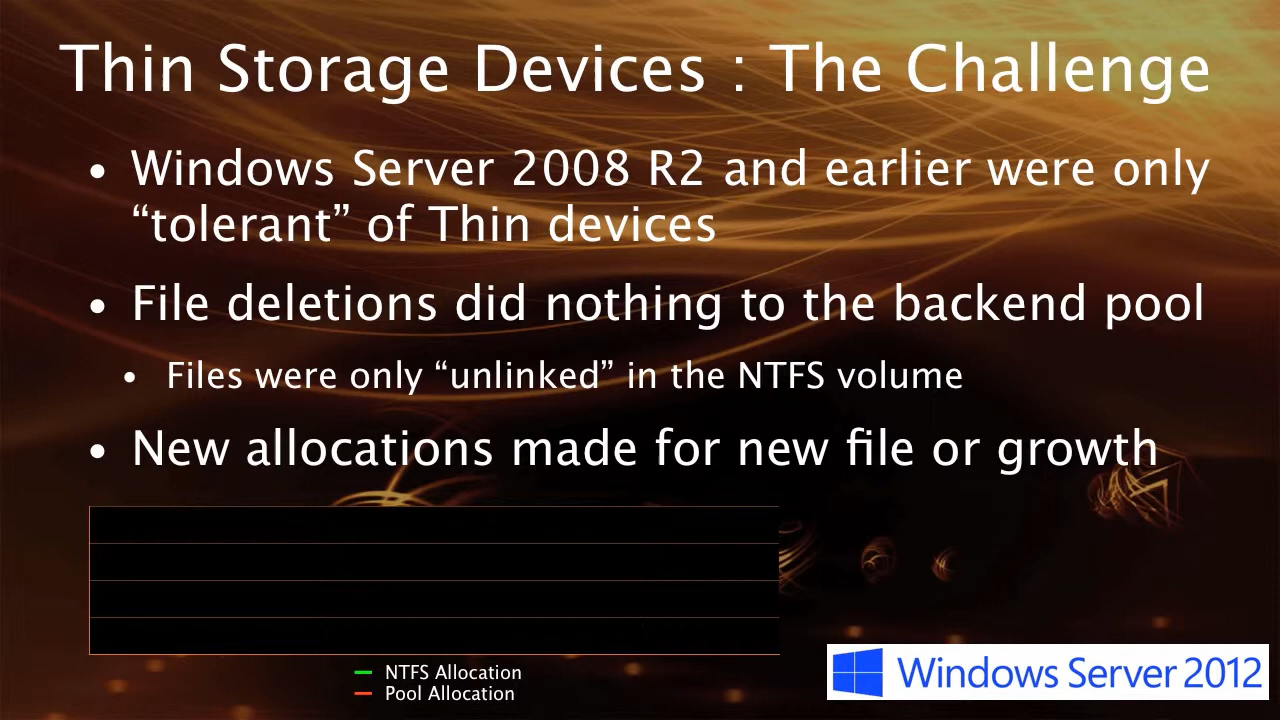 Thin Storage Devices : The Challenge
• Windows Server 2008 R2 and earlier were only
“tolerant” of Thin devices
• File deletions did nothing to the backend pool
• Files were only “unlinked” in the NTFS volume
• New allocations made for new file or growth
NTFS Allocation
Pool Allocation
Windows Server 2012